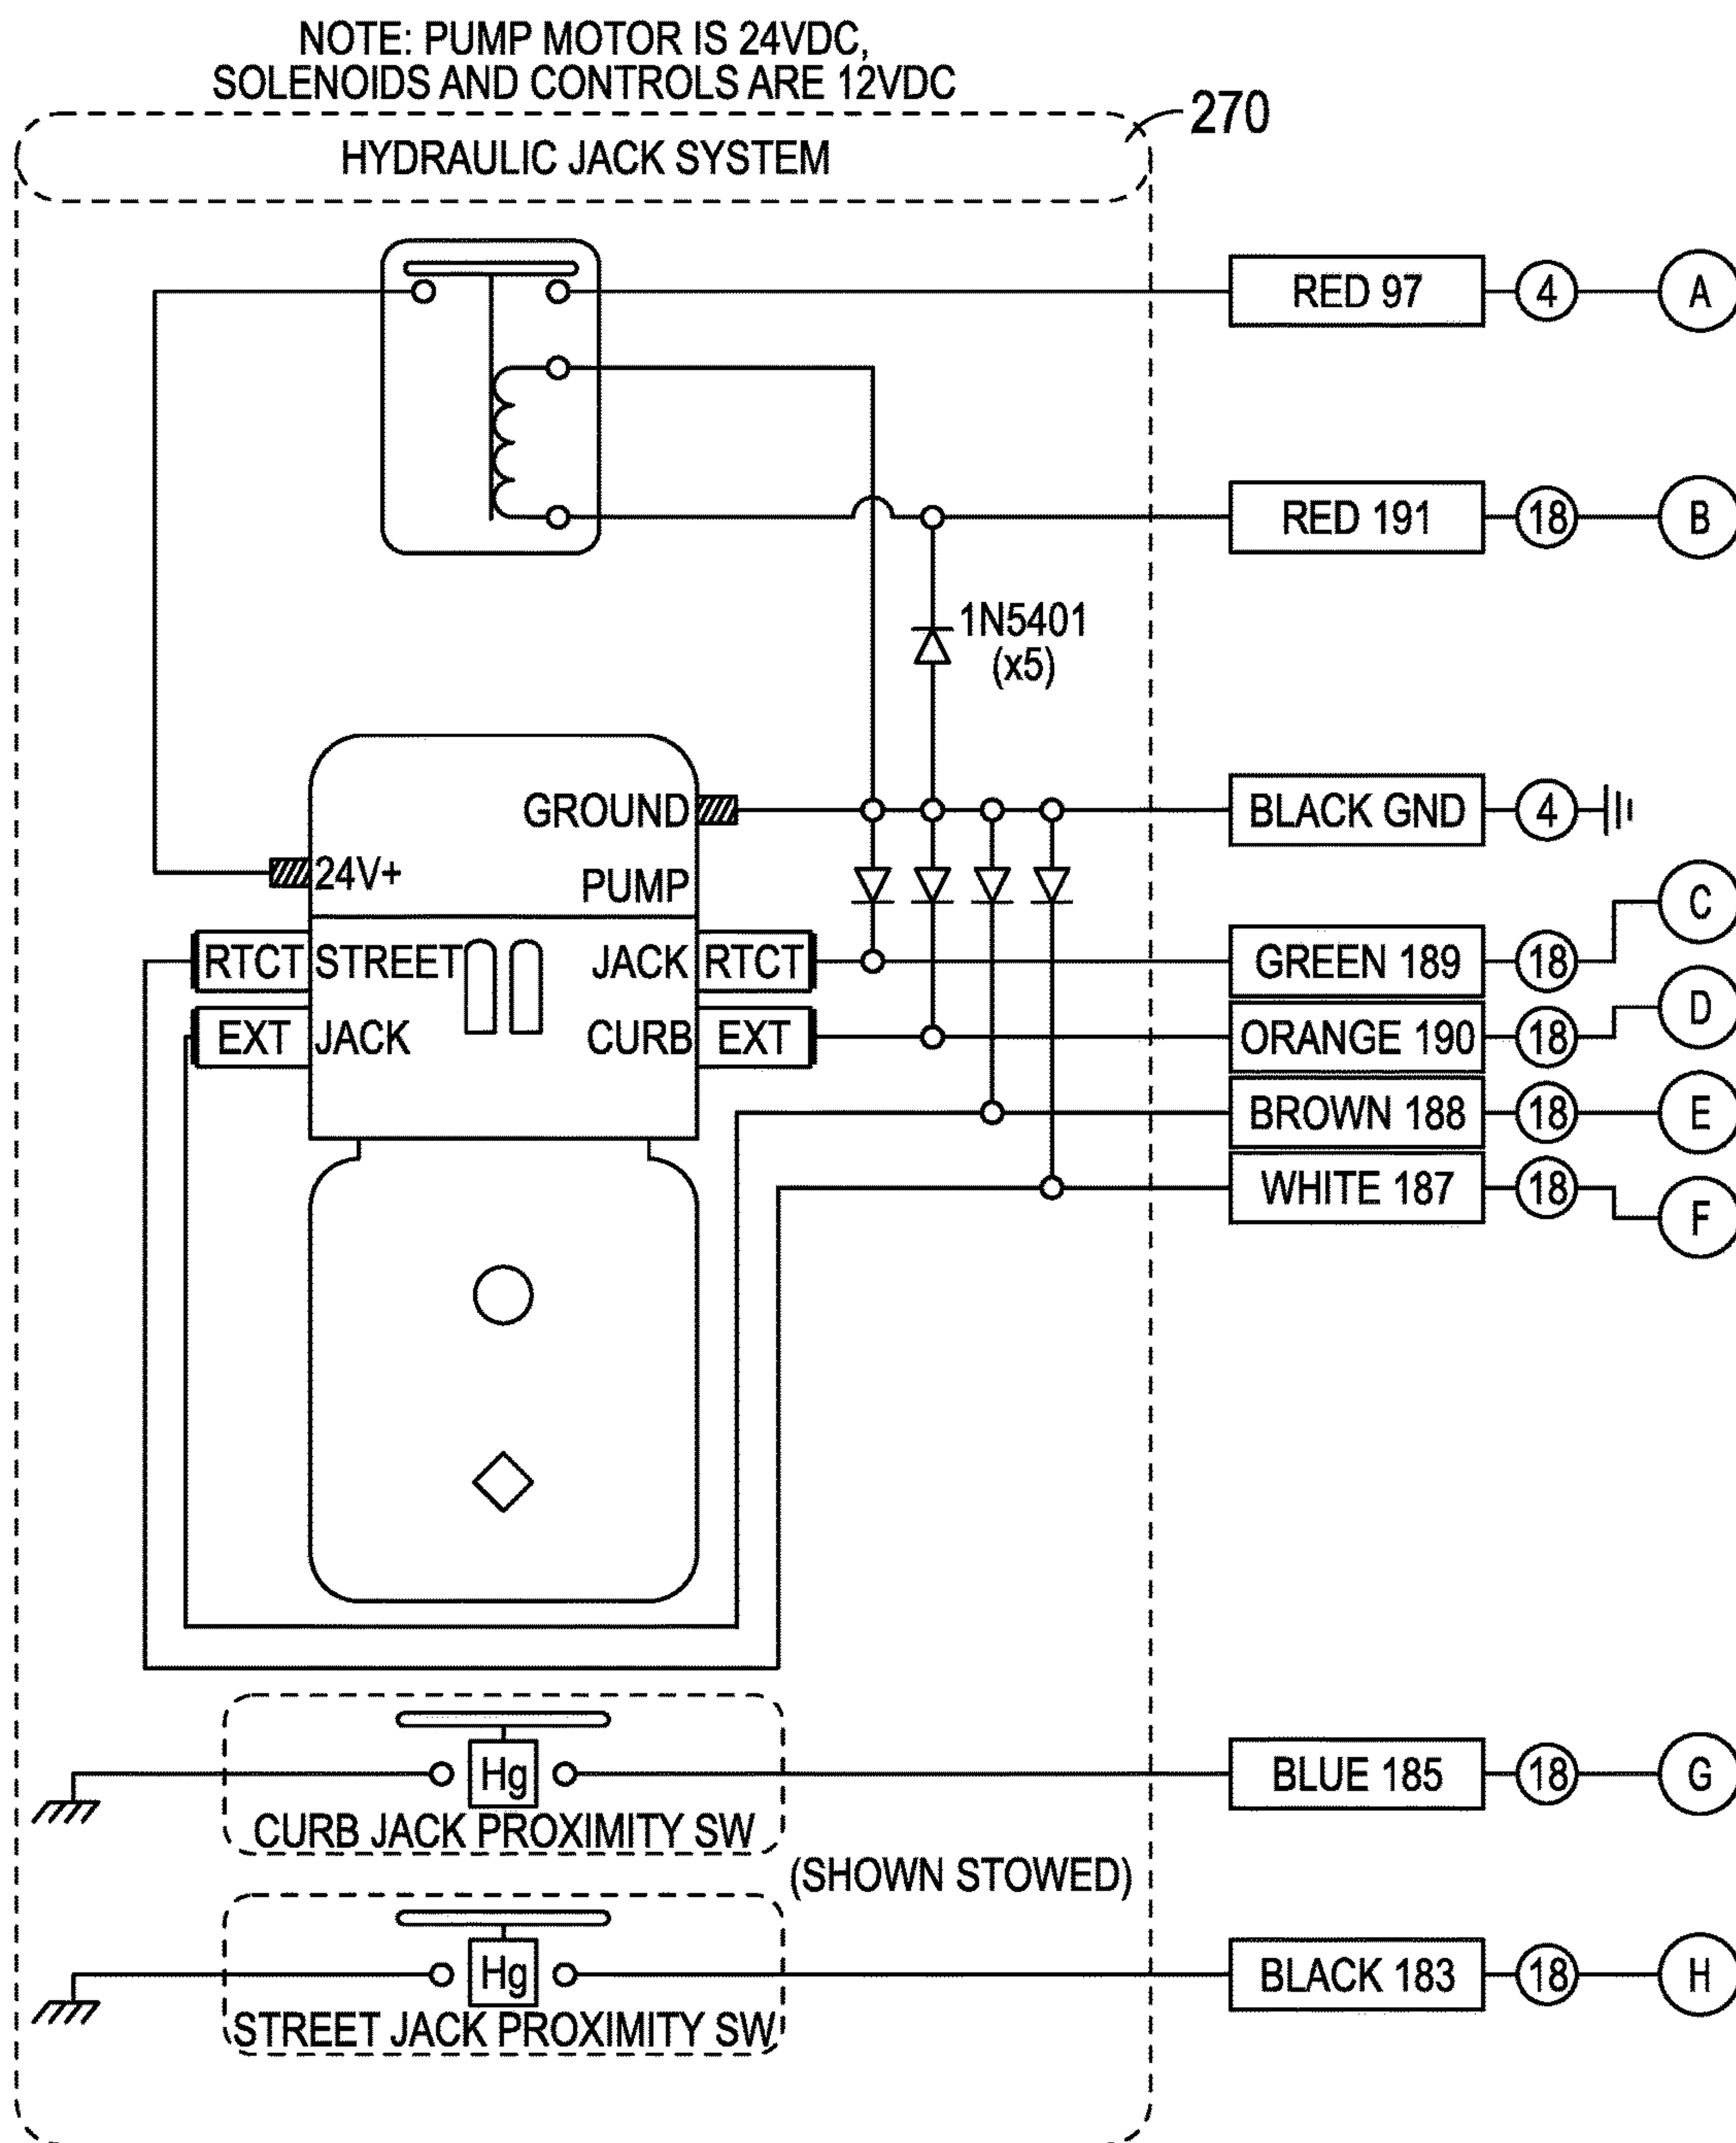 NOTE: PUMP MOTOR IS 24VDC,
SOLENOIDS AND CONTROLS ARE 12VDC
270
HYDRAULIC JACK SYSTEM
RED 97 4 A
RED 191 18 B
1N5401
(x5)
GROUND
BLACK GND 4
24V+
PUMP
C
RTCT STREET JACK RTCT
GREEN 189 18
D
EXT JACK CURB EXT
ORANGE 190 18
BROWN 188 18 E
WHITE 187 18
F
Hg
BLUE 185 18 G
CURB JACK PROXIMITY SW
(SHOWN STOWED)
Hg
BLACK 183 18 H
STREET JACK PROXIMITY SW